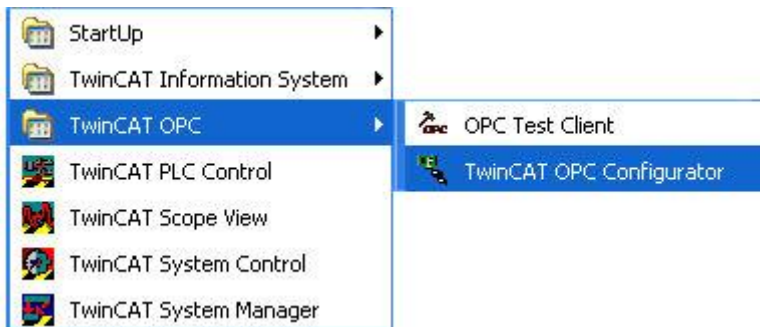 StartUp
TwinCAT Information System
TwinCAT OPC
OPC Test Client
TwinCAT OPC Configurator
TwinCAT PLC Control
TwinCAT Scope View
TwinCAT System Control
TwinCAT System Manager